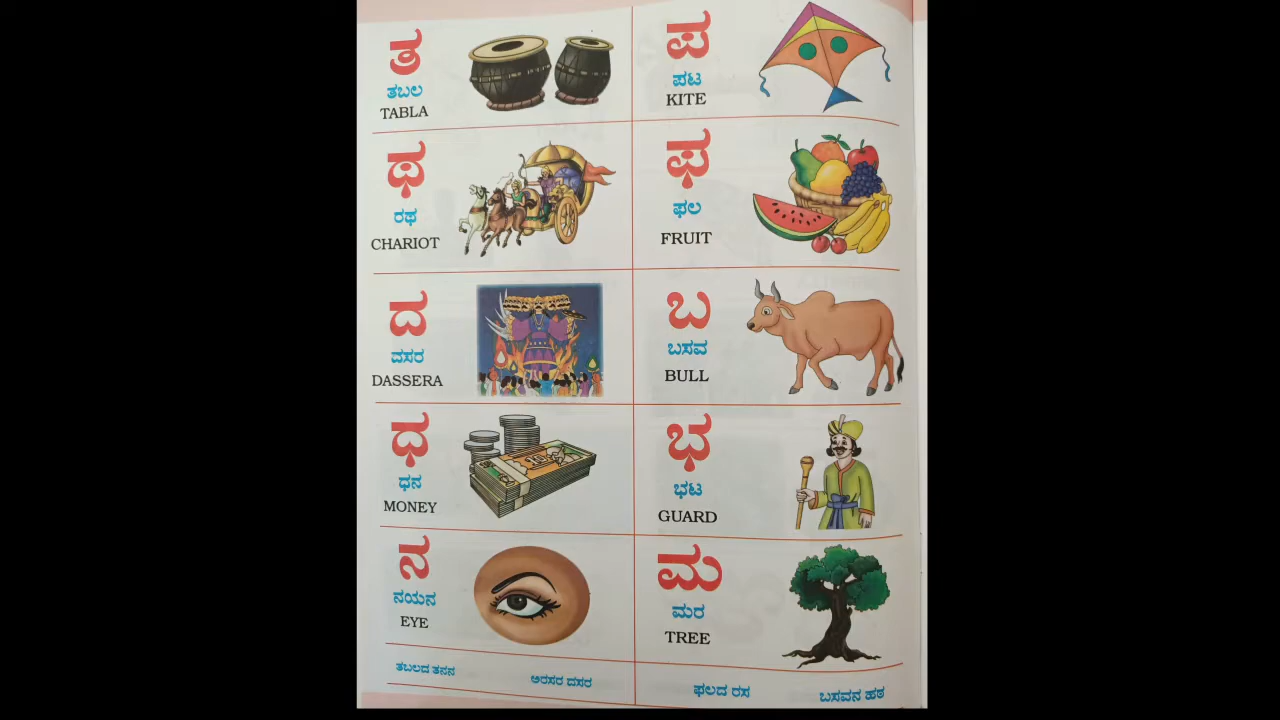 ತ
ತಬಲ
TABLA
ಪ
ಪಟ
KITE
ಥ
ರಥ
CHARIOT
ಫ
ಫಲ
FRUIT
ದ
ದಸರ
DASSERA
ಬ
ಬಸವ
BULL
ಧ
ಧನ
MONEY
ಭ
ಭಟ
GUARD
ನ
ನಯನ
EYE
ಮ
ಮರ
TREE
ತಬಲದ ತನನ
ಅರಸರ ದಸರ
ಫಲದ ರಸ
ಬಸವನ ಹಠ